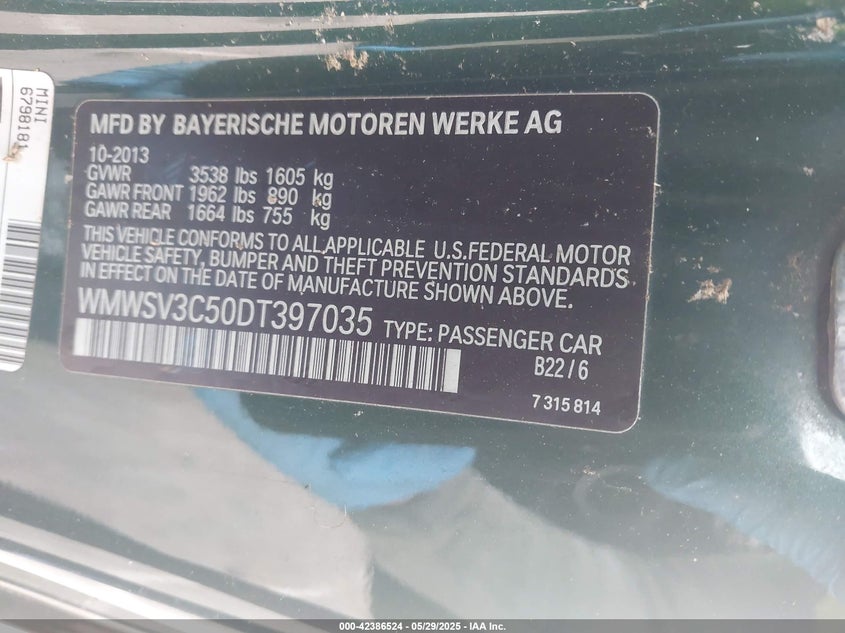 MINI
6798181
MFD BY BAYERISCHE MOTOREN WERKE AG
10-2013
GVWR 3538 lbs 1605 kg
GAWR FRONT 1962 lbs 890 kg
GAWR REAR 1664 lbs 755 kg
THIS VEHICLE CONFORMS TO ALL APPLICABLE U.S.FEDERAL MOTOR
VEHICLE SAFETY, BUMPER AND THEFT PREVENTION STANDARDS
IN EFFECT ON THE DATE OF MANUFACTURE SHOWN ABOVE.
WMWSV3C50DT397035 TYPE: PASSENGER CAR
B22/6
7 315 814
000-42386524 | 05/29/2025 | IAA Inc.